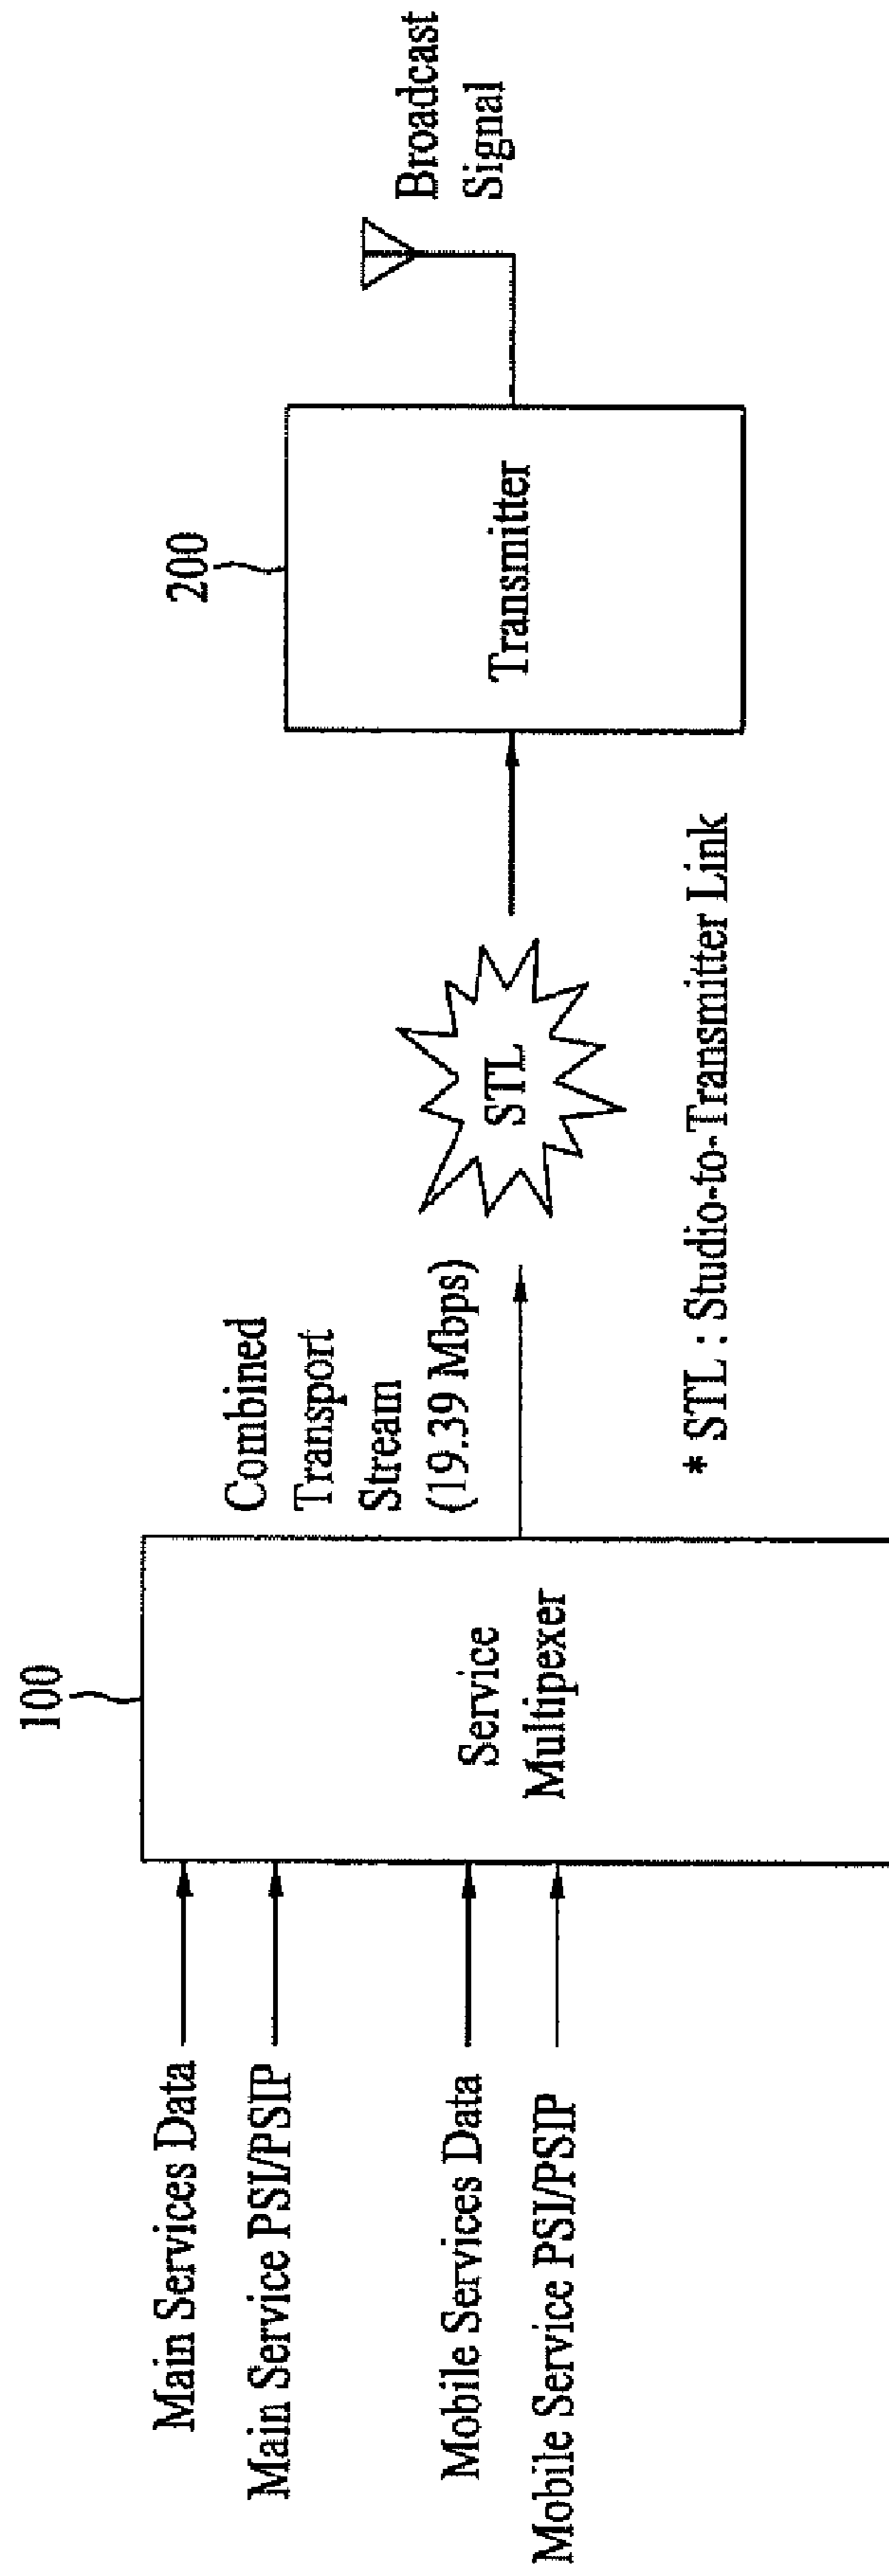 100
200
Main Services Data
Main Service PSI/PSIP
Mobile Services Data
Mobile Service PSI/PSIP
Service
Multipexer
Combined
Transport
Stream
(19.39 Mbps)
STL
Transmitter
Broadcast
Signal
* STL : Studio-to-Transmitter Link